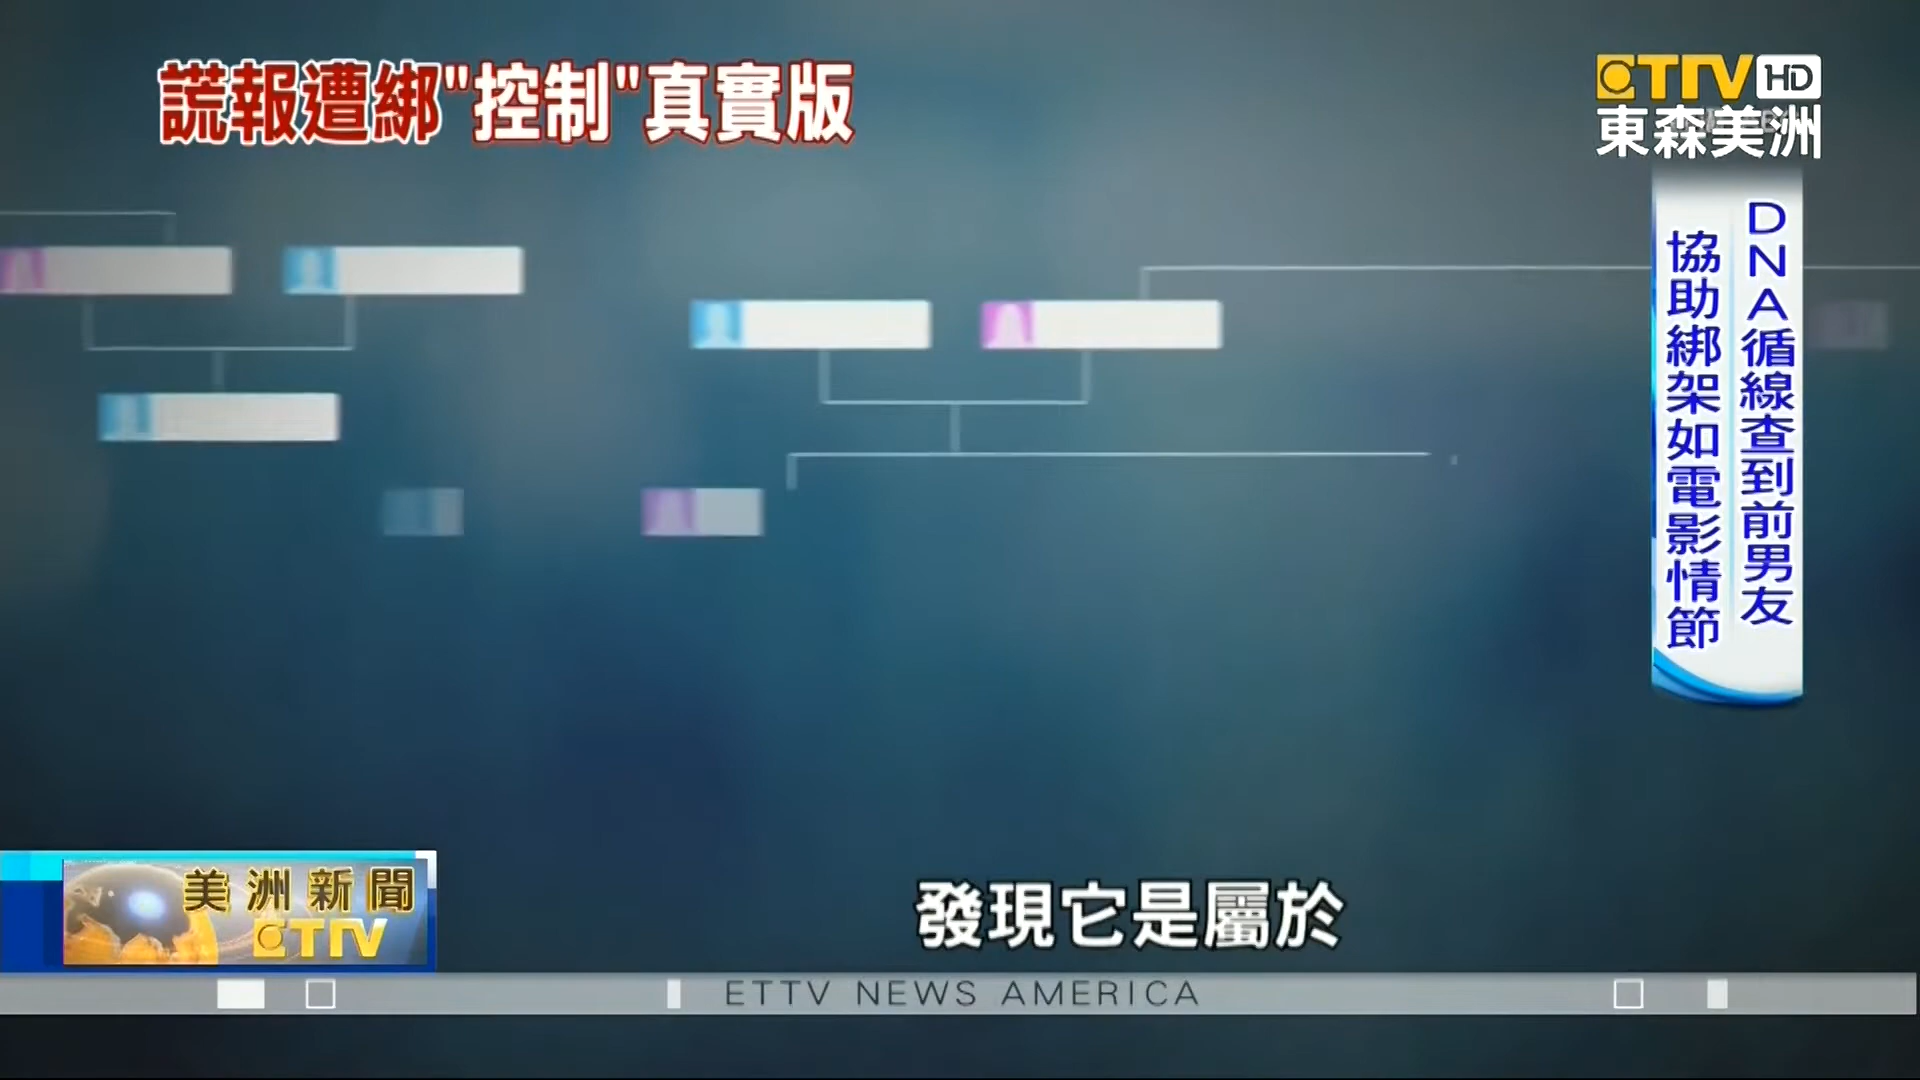 謊報遭綁"控制"真實版
ETTV HD
東森美洲
DNA循線查到前男友
協助綁架如電影情節
發現它是屬於
美洲新聞
ETTV
ETTV NEWS AMERICA